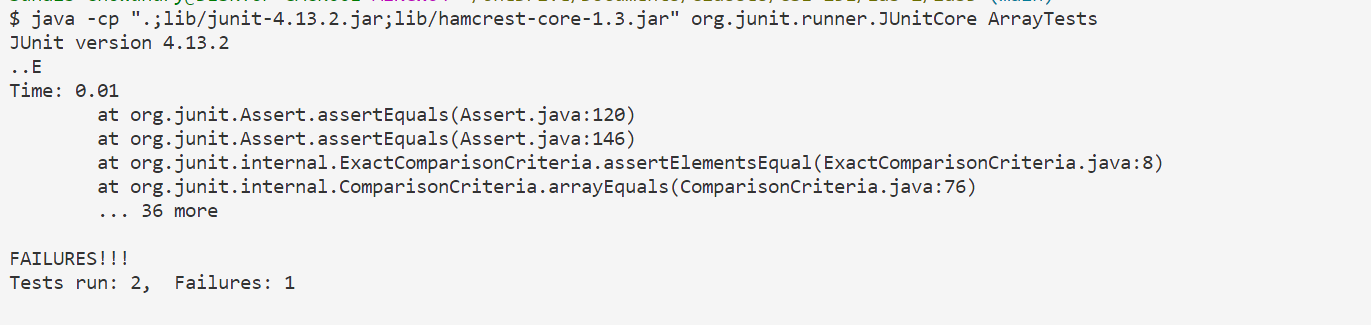 $ java -cp ".;lib/junit-4.13.2.jar;lib/hamcrest-core-1.3.jar" org.junit.runner.JUnitCore ArrayTests
JUnit version 4.13.2
..E
Time: 0.01
        at org.junit.Assert.assertEquals(Assert.java:120)
        at org.junit.Assert.assertEquals(Assert.java:146)
        at org.junit.internal.ExactComparisonCriteria.assertElementsEqual(ExactComparisonCriteria.java:8)
        at org.junit.internal.ComparisonCriteria.arrayEquals(ComparisonCriteria.java:76)
        ... 36 more

FAILURES!!!
Tests run: 2,  Failures: 1